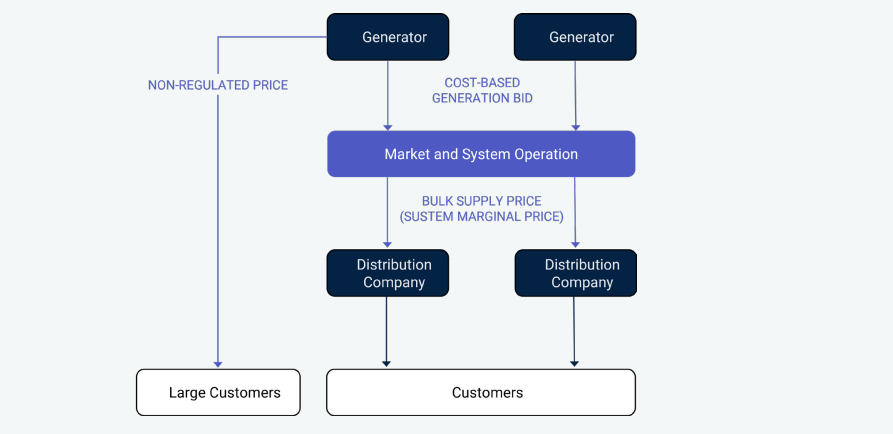 Generator
Generator
NON-REGULATED PRICE
COST-BASED
GENERATION BID
Market and System Operation
BULK SUPPLY PRICE
(SUSTEM MARGINAL PRICE)
Distribution
Company
Distribution
Company
Large Customers
Customers